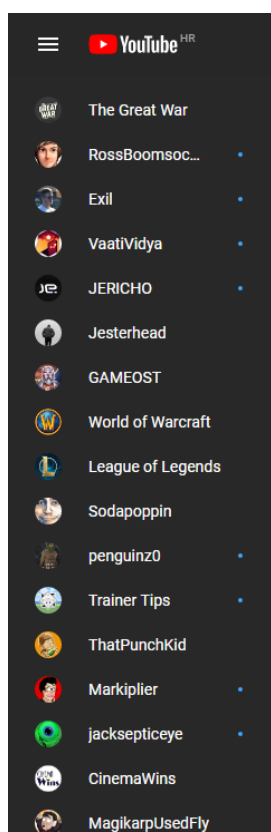 YouTube HR
The Great War
RossBoomsoc...
Exil
VaatiVidya
JERICHO
Jesterhead
GAMEOST
World of Warcraft
League of Legends
Sodapoppin
penguinz0
Trainer Tips
ThatPunchKid
Markiplier
jacksepticeye
CinemaWins
MagikarpUsedFly